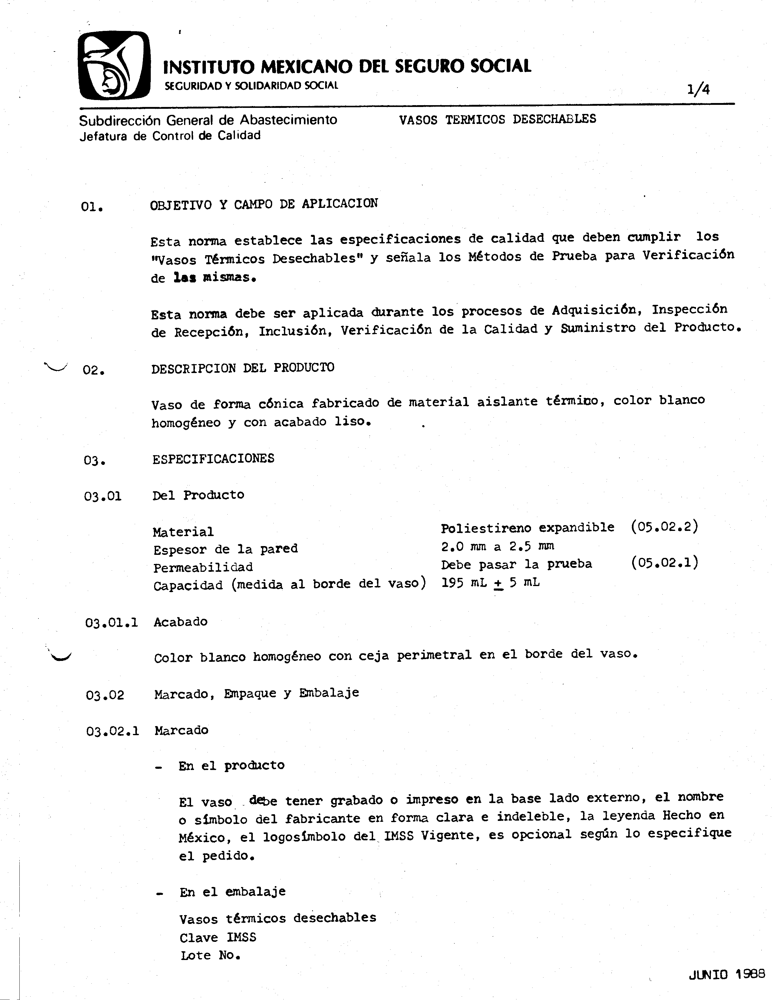 INSTITUTO MEXICANO DEL SEGURO SOCIAL
SEGURIDAD Y SOLIDARIDAD SOCIAL
1/4
Subdirección General de Abastecimiento VASOS TERMICOS DESECHABLES
Jefatura de Control de Calidad
01. OBJETIVO Y CAMPO DE APLICACION
Esta norma establece las especificaciones de calidad que deben cumplir los
"Vasos Térmicos Desechables" y señala los Métodos de Prueba para Verificación
de las mismas.
Esta norma debe ser aplicada durante los procesos de Adquisición, Inspección
de Recepción, Inclusión, Verificación de la Calidad y Suministro del Producto.
02. DESCRIPCION DEL PRODUCTO
Vaso de forma cónica fabricado de material aislante térmico, color blanco
homogéneo y con acabado liso.
03. ESPECIFICACIONES
03.01 Del Producto
Material Poliestireno expandible (05.02.2)
Espesor de la pared 2.0 mm a 2.5 mm
Permeabilidad Debe pasar la prueba (05.02.1)
Capacidad (medida al borde del vaso) 195 mL ± 5 mL
03.01.1 Acabado
Color blanco homogéneo con ceja perimetral en el borde del vaso.
03.02 Marcado, Empaque y Embalaje
03.02.1 Marcado
- En el producto
El vaso debe tener grabado o impreso en la base lado externo, el nombre
o símbolo del fabricante en forma clara e indeleble, la leyenda Hecho en
México, el logosímbolo del IMSS Vigente, es opcional según lo especifique
el pedido.
- En el embalaje
Vasos térmicos desechables
Clave IMSS
Lote No.
JUNIO 1988